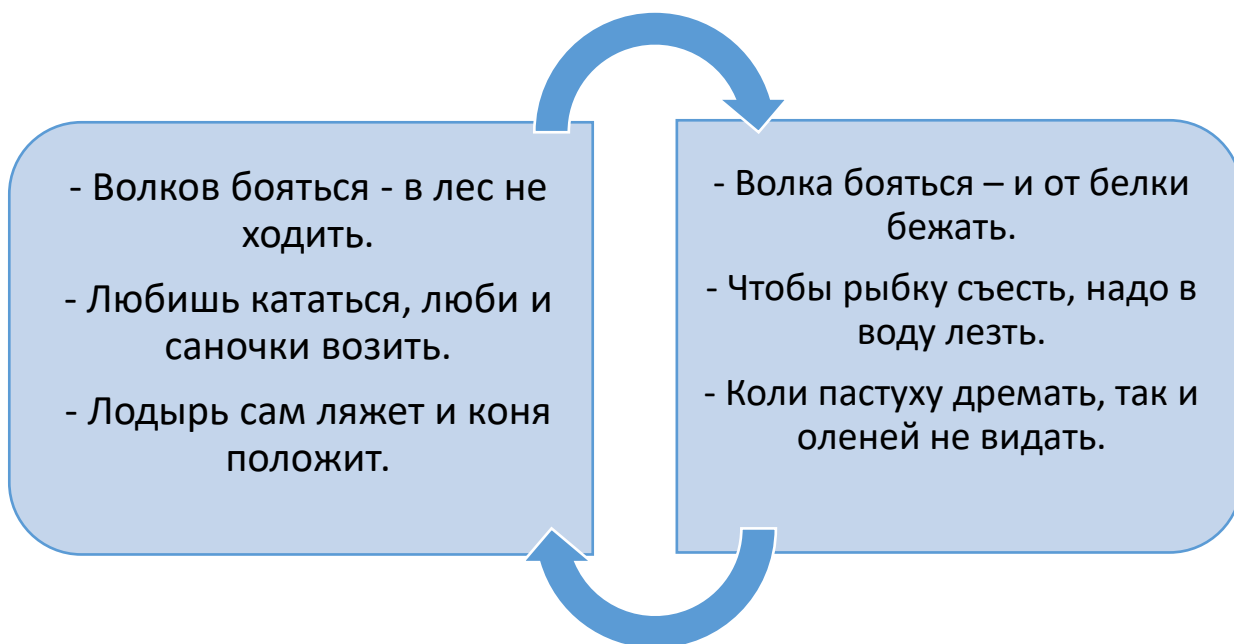 - Волков бояться - в лес не
ходить.
- Любишь кататься, люби и
саночки возить.
- Лодырь сам ляжет и коня
положит.
- Волка бояться – и от белки
бежать.
- Чтобы рыбку съесть, надо в
воду лезть.
- Коли пастуху дремать, так и
оленей не видать.